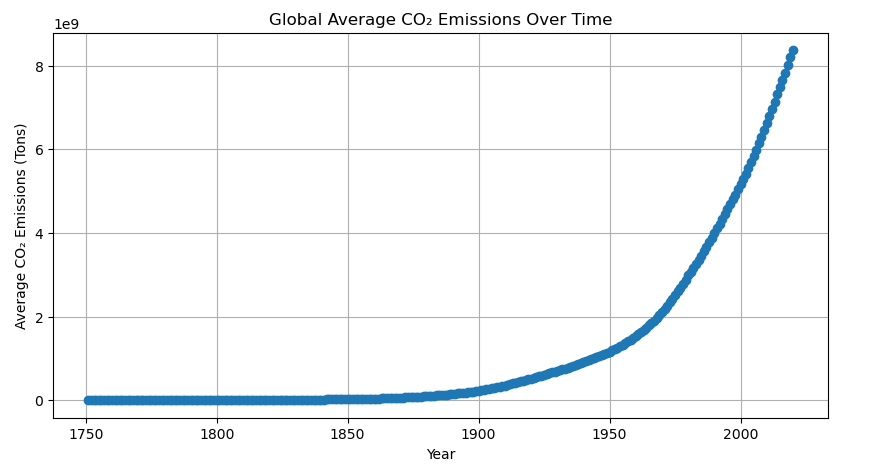 Global Average CO₂ Emissions Over Time
1e9
8
6
4
2
0
Average CO₂ Emissions (Tons)
1750 1800 1850 1900 1950 2000
Year